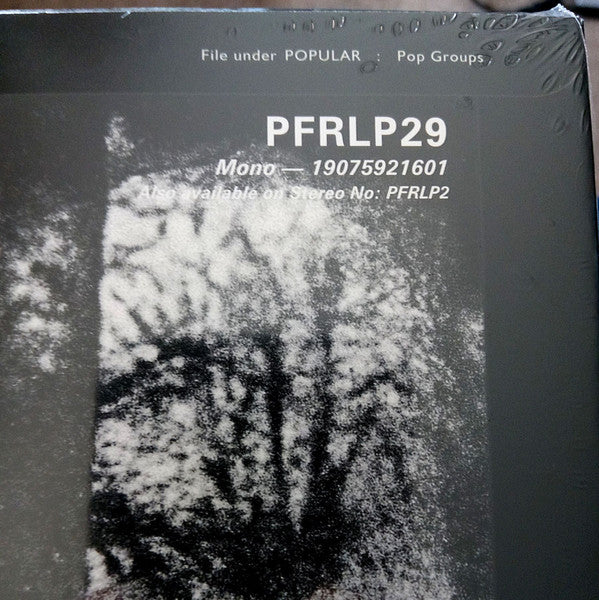 File under POPULAR : Pop Groups
PFRLP29
Mono — 19075921601
Also available on Stereo No: PFRLP2